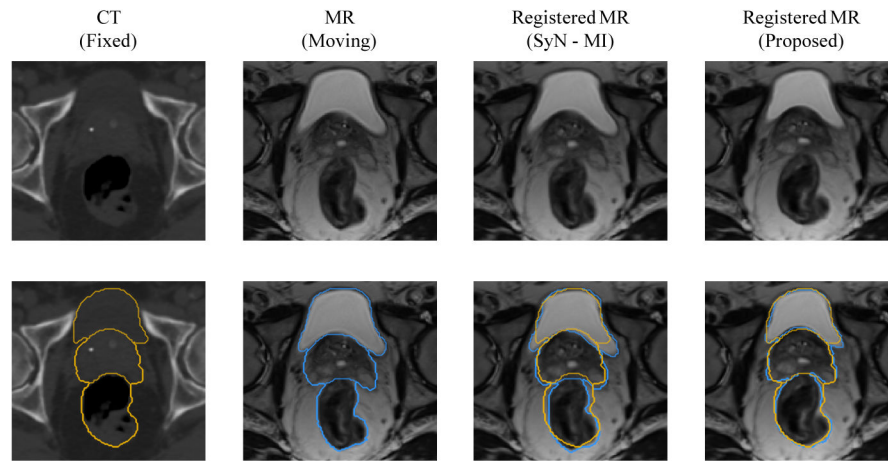 CT
(Fixed)
MR
(Moving)
Registered MR
(SyN - MI)
Registered MR
(Proposed)